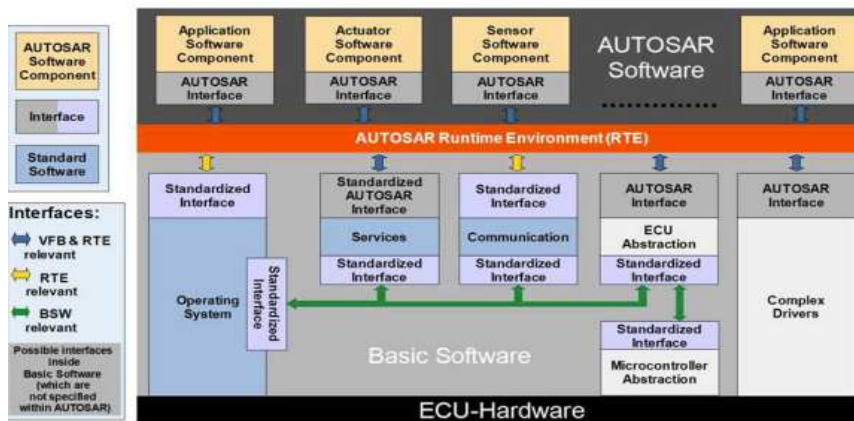 AUTOSAR
Software
Component
Interface
Standard
Software
Interfaces:
VFB & RTE
relevant
RTE
relevant
BSW
relevant
Possible interfaces
inside
Basic Software
(which are
not specified
within AUTOSAR)
Application
Software
Component
AUTOSAR
Interface
Actuator
Software
Component
AUTOSAR
Interface
Sensor
Software
Component
AUTOSAR
Interface
AUTOSAR
Software
Application
Software
Component
AUTOSAR
Interface
AUTOSAR Runtime Environment (RTE)
Standardized
Interface
Operating
System
Standardized
Interface
Standardized
AUTOSAR
Interface
Services
Standardized
Interface
Standardized
Interface
Communication
Standardized
Interface
AUTOSAR
Interface
ECU
Abstraction
Standardized
Interface
Standardized
Interface
Microcontroller
Abstraction
AUTOSAR
Interface
Complex
Drivers
Basic Software
ECU-Hardware